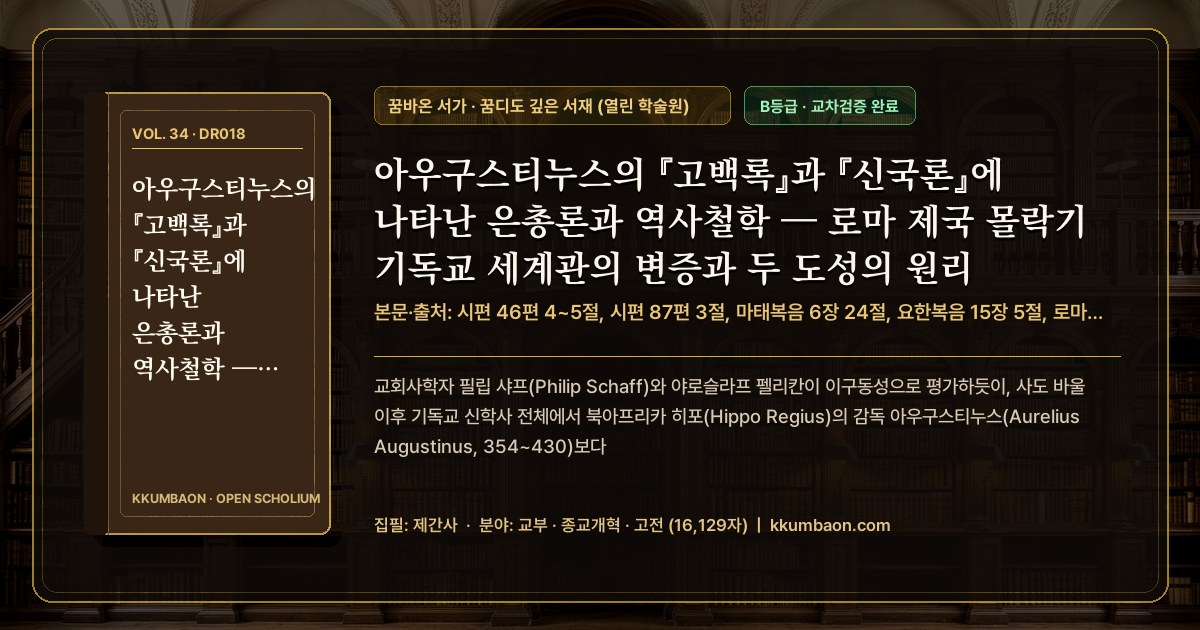 VOL. 34 · DR018
아우구스티누스의
『고백록』과
『신국론』에
나타난
은총론과
역사철학 —…
KKUMBAON · OPEN SCHOLIUM
꿈바온 서가 · 꿈디도 깊은 서재 (열린 학술원)
B등급 · 교차검증 완료
아우구스티누스의 『고백록』과 『신국론』에
나타난 은총론과 역사철학 — 로마 제국 몰락기
기독교 세계관의 변증과 두 도성의 원리
본문·출처: 시편 46편 4~5절, 시편 87편 3절, 마태복음 6장 24절, 요한복음 15장 5절, 로마…
교회사학자 필립 샤프(Philip Schaff)와 야로슬라프 펠리칸이 이구동성으로 평가하듯이, 사도 바울
이후 기독교 신학사 전체에서 북아프리카 히포(Hippo Regius)의 감독 아우구스티누스(Aurelius
Augustinus, 354~430)보다
집필: 제간사 · 분야: 교부 · 종교개혁 · 고전 (16,129자) | kkumbaon.com